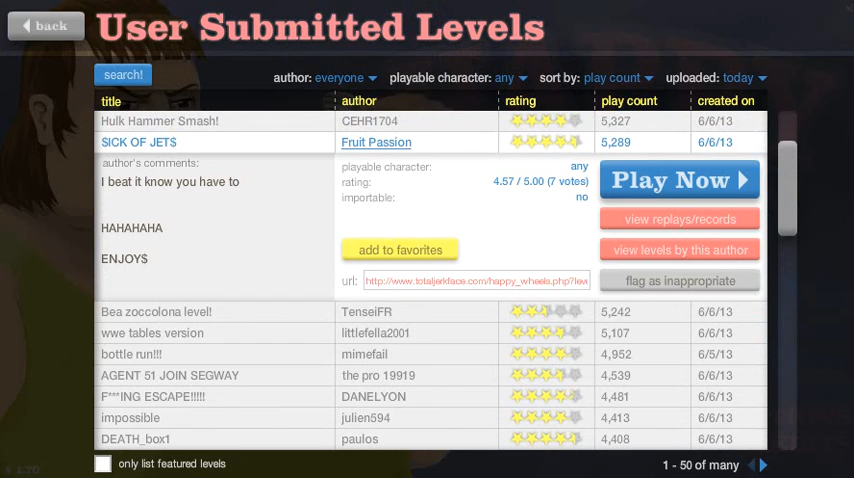 back
User Submitted Levels
search!
author: everyone playable character: any sort by: play count uploaded: today
title author rating play count created on
Hulk Hammer Smash! CEHR1704 5,327 6/6/13
$ICK OF JET$ Fruit Passion 5,289 6/6/13
author's comments:
I beat it know you have to
HAHAHAHA
ENJOY$
playable character: any
rating: 4.57 / 5.00 (7 votes)
importable: no
add to favorites
url: http://www.totaljerkface.com/happy_wheels.php?lev
Play Now
view replays/records
view levels by this author
flag as inappropriate
Bea zoccolona level! TenseiFR 5,242 6/6/13
wwe tables version littlefella2001 5,107 6/6/13
bottle run!!! mimefail 4,952 6/5/13
AGENT 51 JOIN SEGWAY the pro 19919 4,539 6/6/13
F***ING ESCAPE!!!!! DANELYON 4,481 6/6/13
impossible julien594 4,413 6/6/13
DEATH_box1 paulos 4,408 6/6/13
only list featured levels
1 - 50 of many